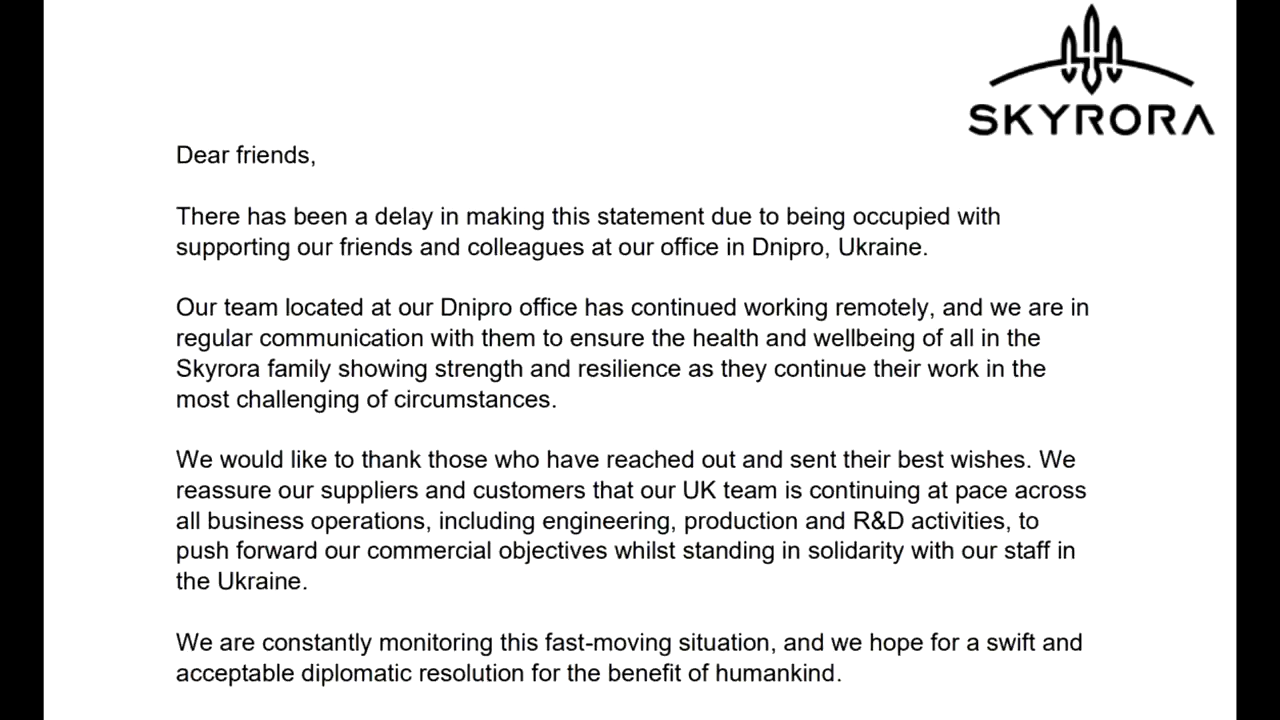 SKYRORA
Dear friends,
There has been a delay in making this statement due to being occupied with
supporting our friends and colleagues at our office in Dnipro, Ukraine.
Our team located at our Dnipro office has continued working remotely, and we are in
regular communication with them to ensure the health and wellbeing of all in the
Skyrora family showing strength and resilience as they continue their work in the
most challenging of circumstances.
We would like to thank those who have reached out and sent their best wishes. We
reassure our suppliers and customers that our UK team is continuing at pace across
all business operations, including engineering, production and R&D activities, to
push forward our commercial objectives whilst standing in solidarity with our staff in
the Ukraine.
We are constantly monitoring this fast-moving situation, and we hope for a swift and
acceptable diplomatic resolution for the benefit of humankind.